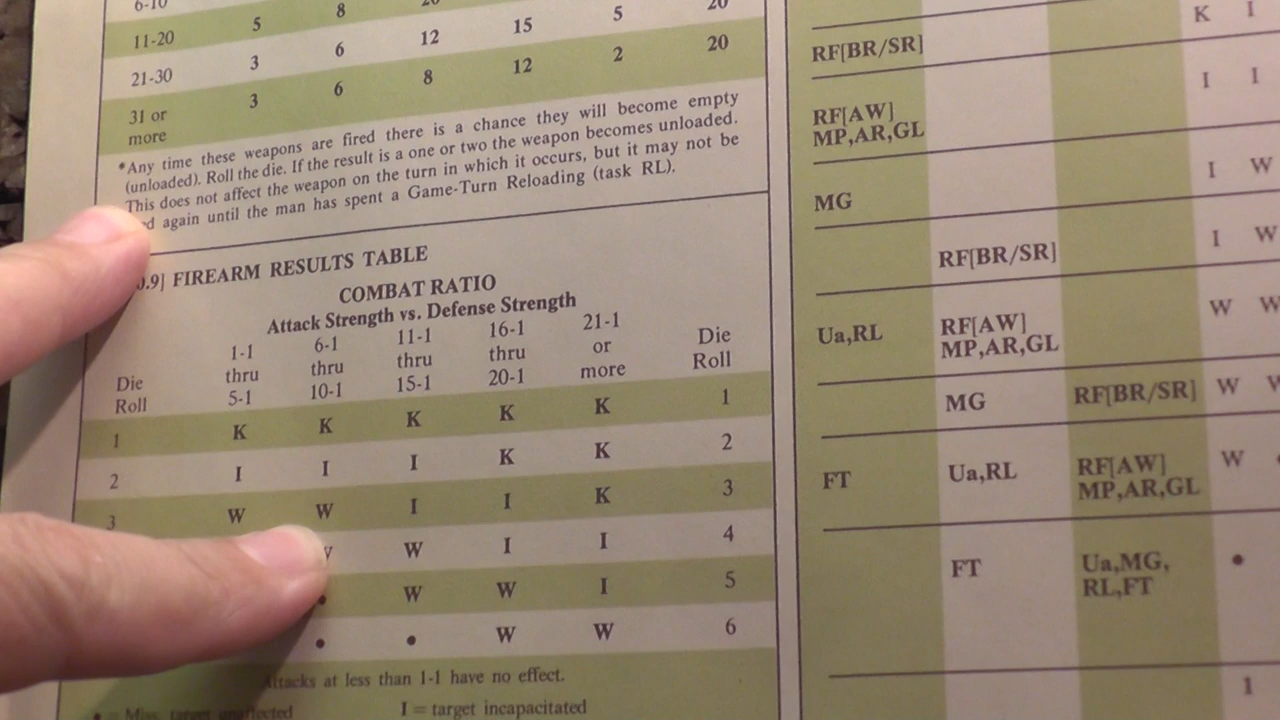 6-10 8
11-20 5 6 12 15 5 20
21-30 3 6 8 12 2 20
31 or 3
more
*Any time these weapons are fired there is a chance they will become empty
(unloaded). Roll the die. If the result is a one or two the weapon becomes unloaded.
This does not affect the weapon on the turn in which it occurs, but it may not be
again until the man has spent a Game-Turn Reloading (task RL).
.9] FIREARM RESULTS TABLE
COMBAT RATIO
Attack Strength vs. Defense Strength
Die Roll 1-1 thru 5-1 6-1 thru 10-1 11-1 thru 15-1 16-1 thru 20-1 21-1 or more Die Roll
1 K K K K K 1
2 I I I K K 2
3 W W I I K 3
W I I 4
• W W I 5
• • W W 6
Attacks at less than 1-1 have no effect.
• = Miss, target unaffected I = target incapacitated
K I
RF[BR/SR] I I
RF[AW]
MP,AR,GL I W
MG I W
RF[BR/SR]
Ua,RL RF[AW] W W
MP,AR,GL
MG RF[BR/SR] W W
FT Ua,RL RF[AW] W
MP,AR,GL
FT Ua,MG, •
RL,FT
1